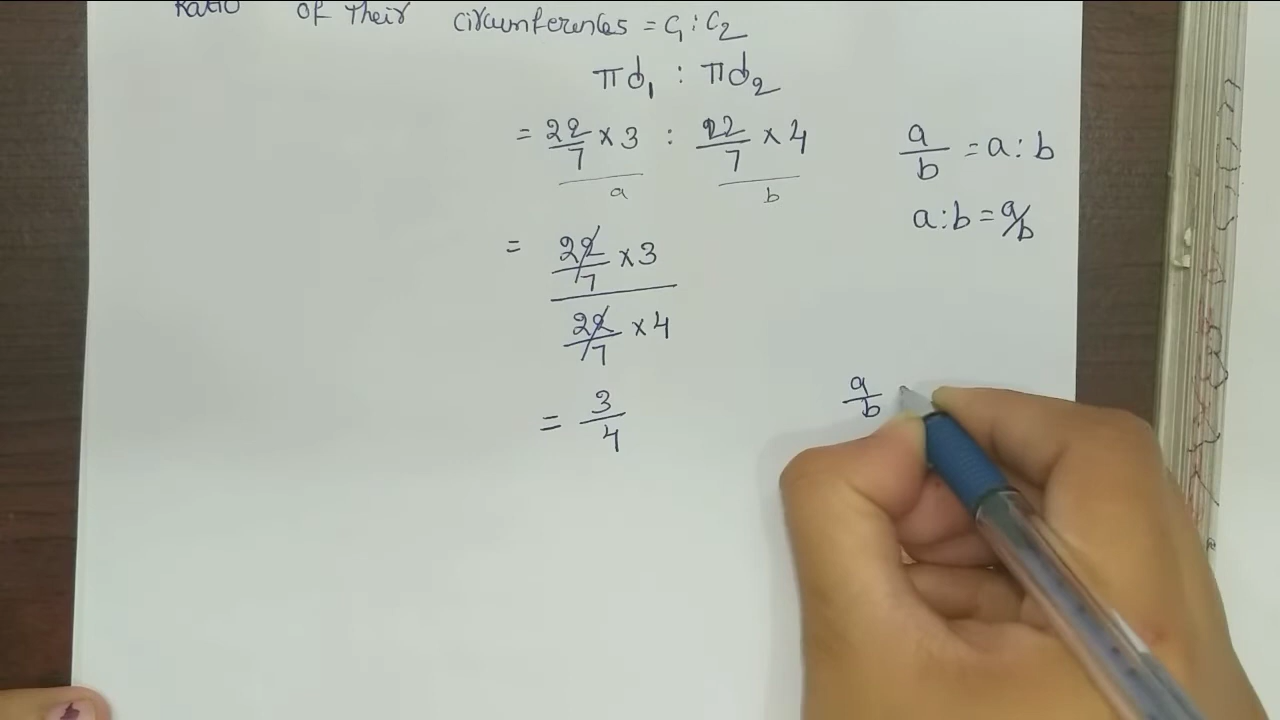 Ratio of Their circumferences = C₁ : C₂
πd₁ : πd₂
= 22/7 × 3 : 22/7 × 4
a b
a/b = a : b
a : b = a/b
= 22/7 × 3 / 22/7 × 4
= 3/4
a/b